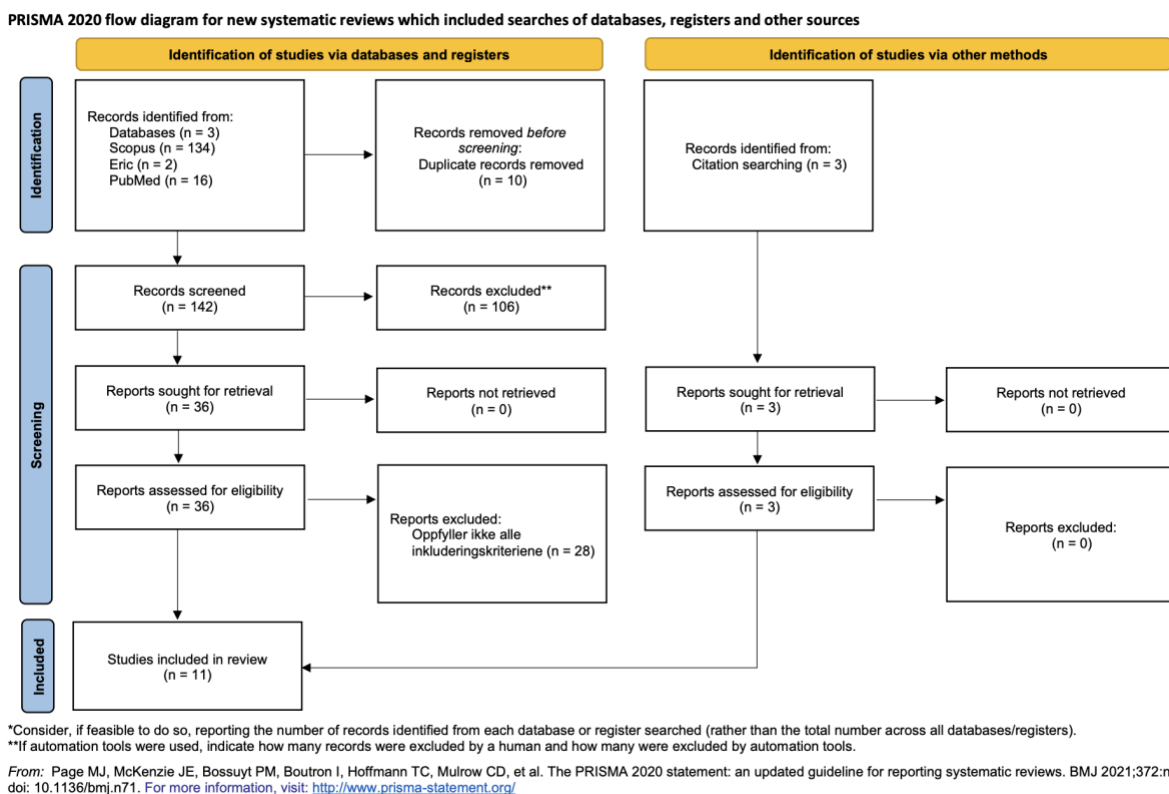 PRISMA 2020 flow diagram for new systematic reviews which included searches of databases, registers and other sources
Identification of studies via databases and registers
Identification of studies via other methods
Identification
Records identified from:
Databases (n = 3)
Scopus (n = 134)
Eric (n = 2)
PubMed (n = 16)
Records removed before
screening:
Duplicate records removed
(n = 10)
Records identified from:
Citation searching (n = 3)
Screening
Records screened
(n = 142)
Records excluded**
(n = 106)
Reports sought for retrieval
(n = 36)
Reports not retrieved
(n = 0)
Reports sought for retrieval
(n = 3)
Reports not retrieved
(n = 0)
Reports assessed for eligibility
(n = 36)
Reports excluded:
Oppfyller ikke alle
inkluderingskriteriene (n = 28)
Reports assessed for eligibility
(n = 3)
Reports excluded:
(n = 0)
Included
Studies included in review
(n = 11)
*Consider, if feasible to do so, reporting the number of records identified from each database or register searched (rather than the total number across all databases/registers).
**If automation tools were used, indicate how many records were excluded by a human and how many were excluded by automation tools.
From: Page MJ, McKenzie JE, Bossuyt PM, Boutron I, Hoffmann TC, Mulrow CD, et al. The PRISMA 2020 statement: an updated guideline for reporting systematic reviews. BMJ 2021;372:n
doi: 10.1136/bmj.n71. For more information, visit: http://www.prisma-statement.org/